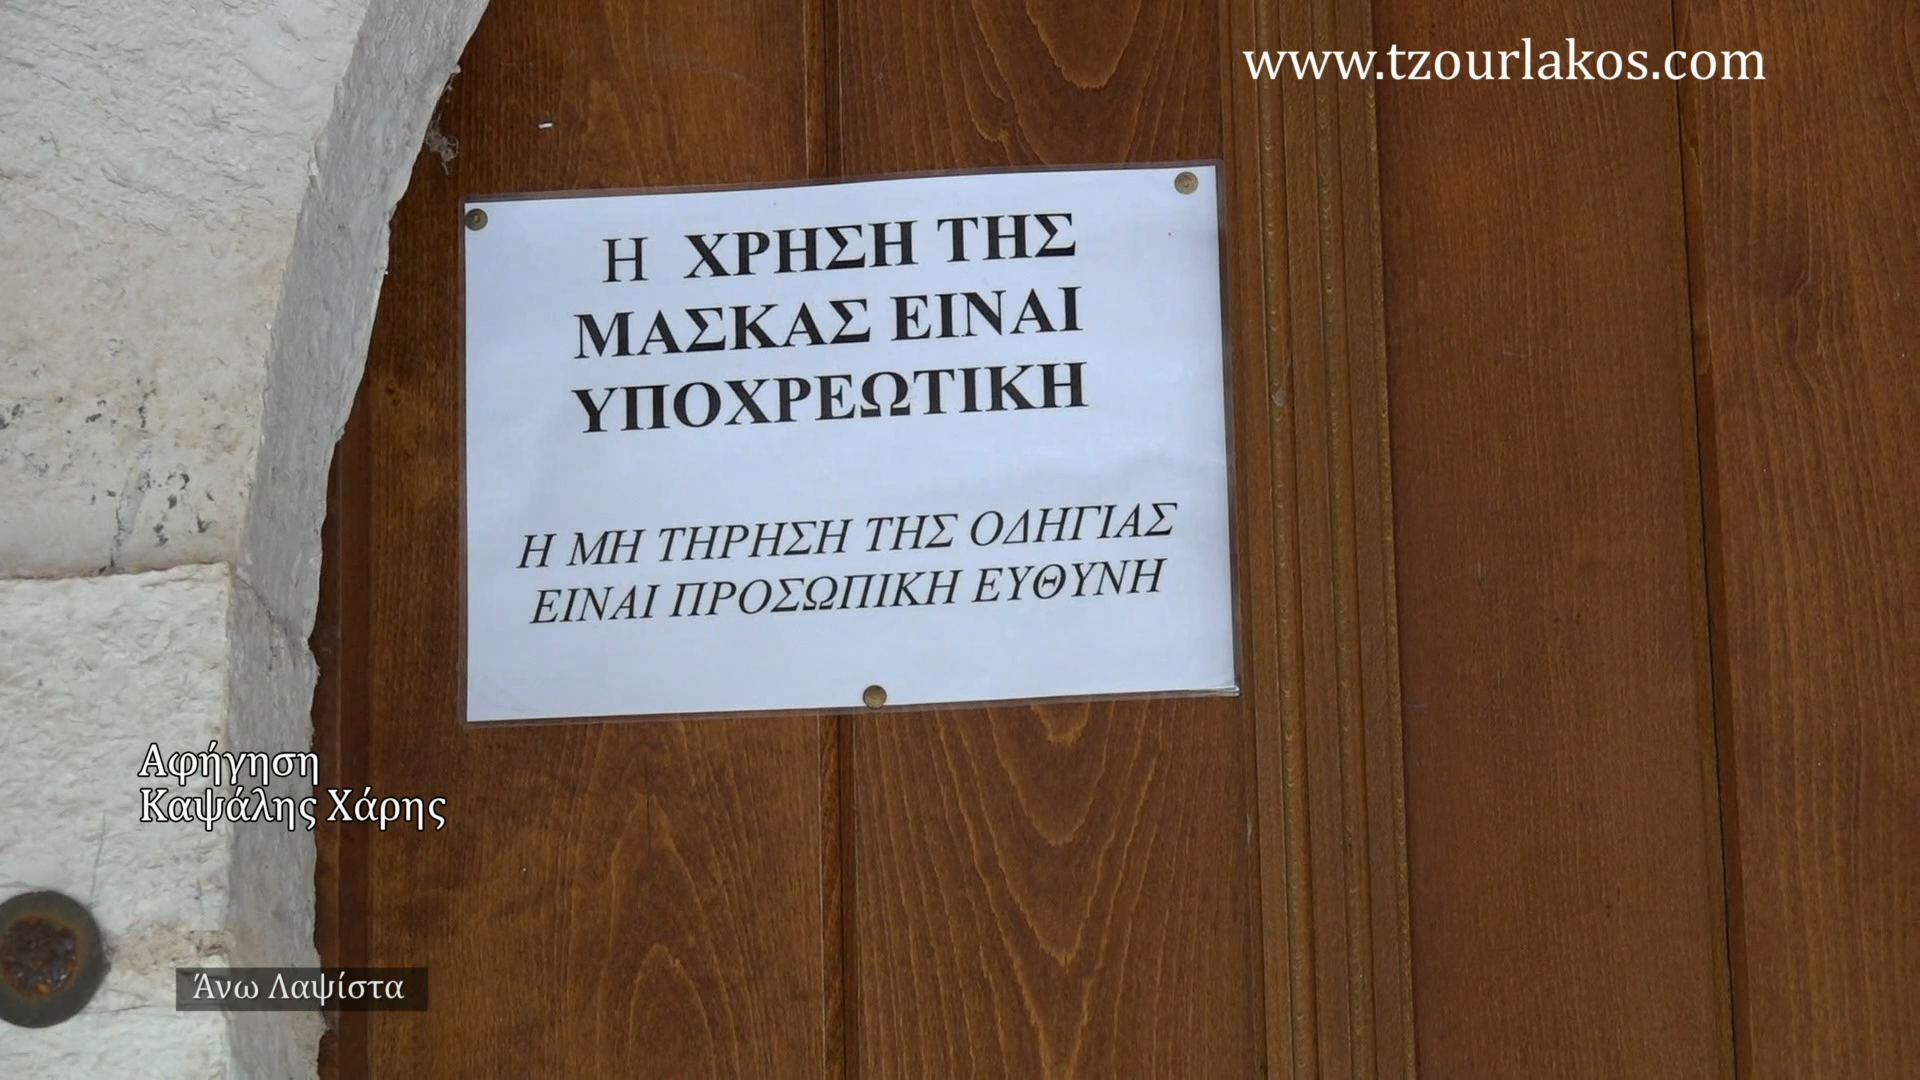 www.tzourlakos.com
Η ΧΡΗΣΗ ΤΗΣ
ΜΑΣΚΑΣ ΕΙΝΑΙ
ΥΠΟΧΡΕΩΤΙΚΗ
Η ΜΗ ΤΗΡΗΣΗ ΤΗΣ ΟΔΗΓΙΑΣ
ΕΙΝΑΙ ΠΡΟΣΩΠΙΚΗ ΕΥΘΥΝΗ
Αφήγηση
Καψάλης Χάρης
Άνω Λαψίστα